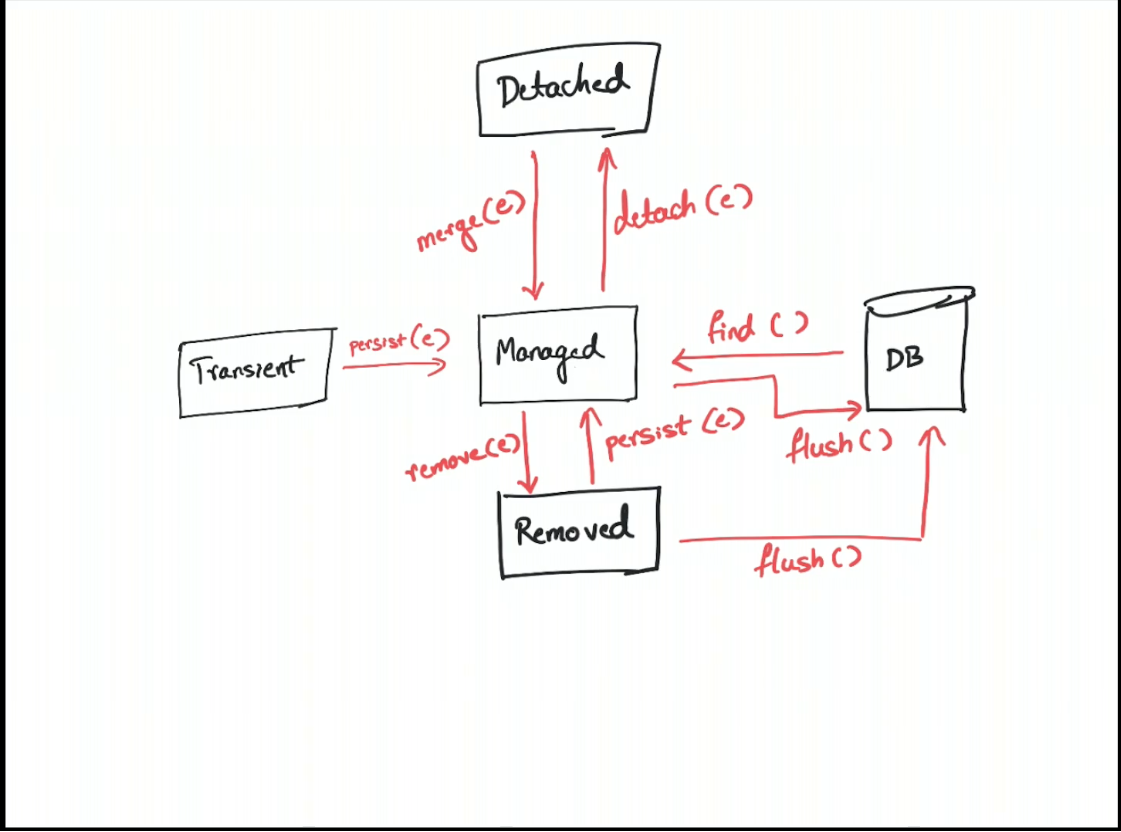 Detached
merge(e)
detach(e)
Transient
persist(e)
Managed
find()
DB
flush()
remove(e)
persist(e)
Removed
flush()